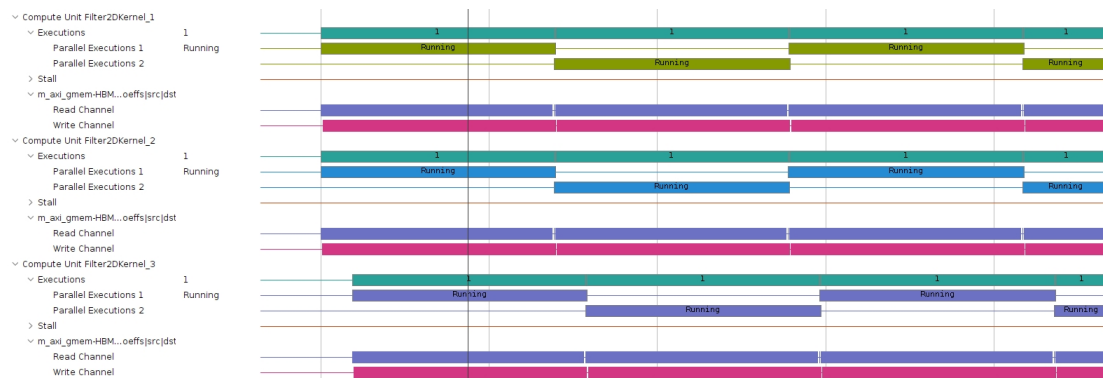 Compute Unit Filter2DKernel_1
Executions 1 1 1 1 1
Parallel Executions 1 Running Running Running
Parallel Executions 2 Running Running
Stall
m_axi_gmem-HBM...oeffs|src|dst
Read Channel
Write Channel
Compute Unit Filter2DKernel_2
Executions 1 1 1 1 1
Parallel Executions 1 Running Running Running
Parallel Executions 2 Running Running
Stall
m_axi_gmem-HBM...oeffs|src|dst
Read Channel
Write Channel
Compute Unit Filter2DKernel_3
Executions 1 1 1 1 1
Parallel Executions 1 Running Running Running
Parallel Executions 2 Running Running
Stall
m_axi_gmem-HBM...oeffs|src|dst
Read Channel
Write Channel